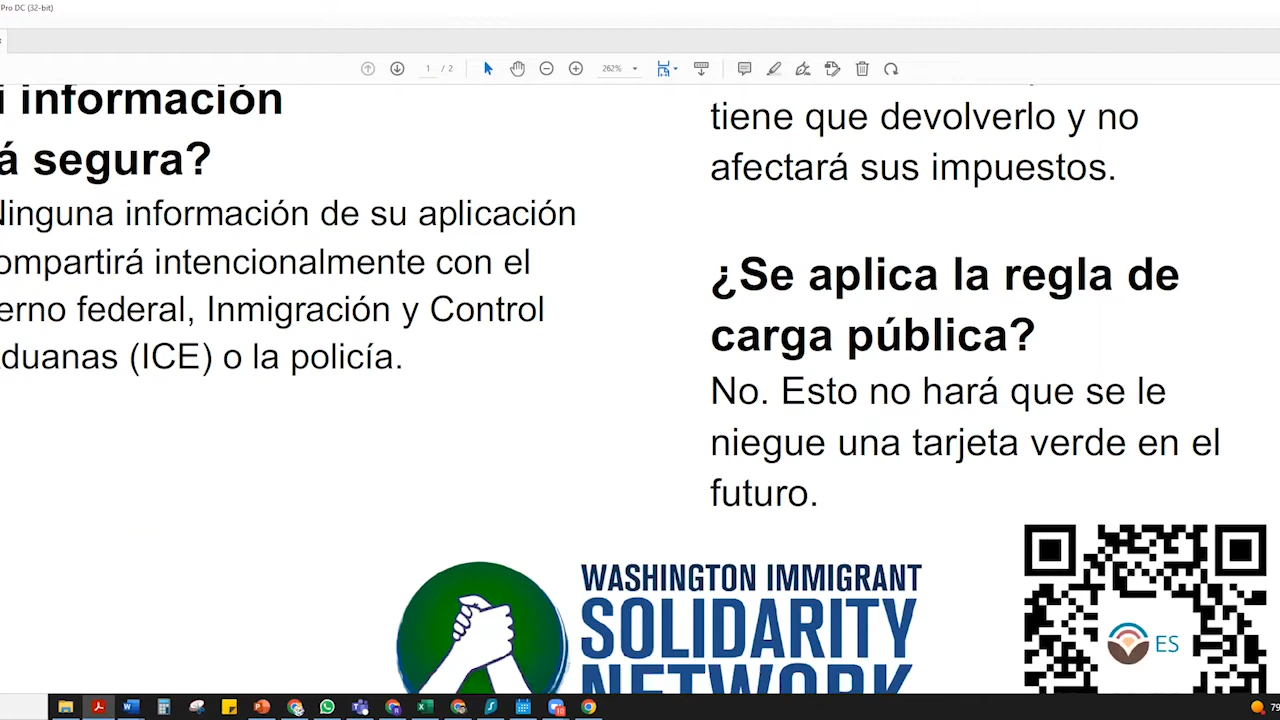 Pro DC (32-bit)
1 / 2
262%
i información
á segura?
Ninguna información de su aplicación
ompartirá intencionalmente con el
erno federal, Inmigración y Control
duanas (ICE) o la policía.
tiene que devolverlo y no
afectará sus impuestos.
¿Se aplica la regla de
carga pública?
No. Esto no hará que se le
niegue una tarjeta verde en el
futuro.
WASHINGTON IMMIGRANT
SOLIDARITY
NETWORK
ES